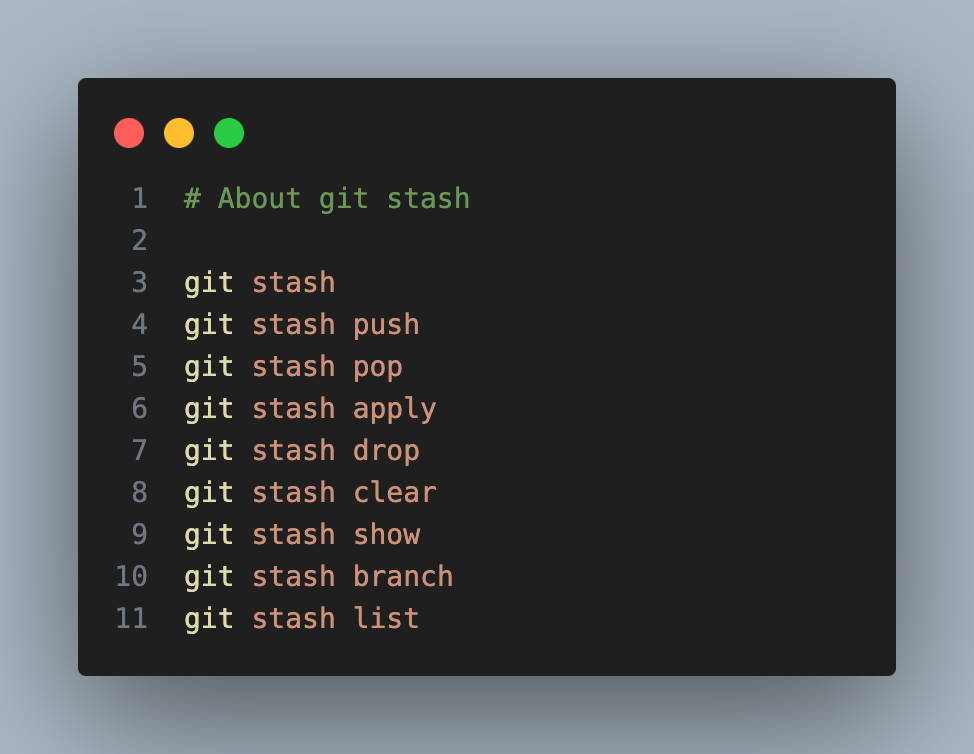 1 # About git stash
2
3 git stash
4 git stash push
5 git stash pop
6 git stash apply
7 git stash drop
8 git stash clear
9 git stash show
10 git stash branch
11 git stash list